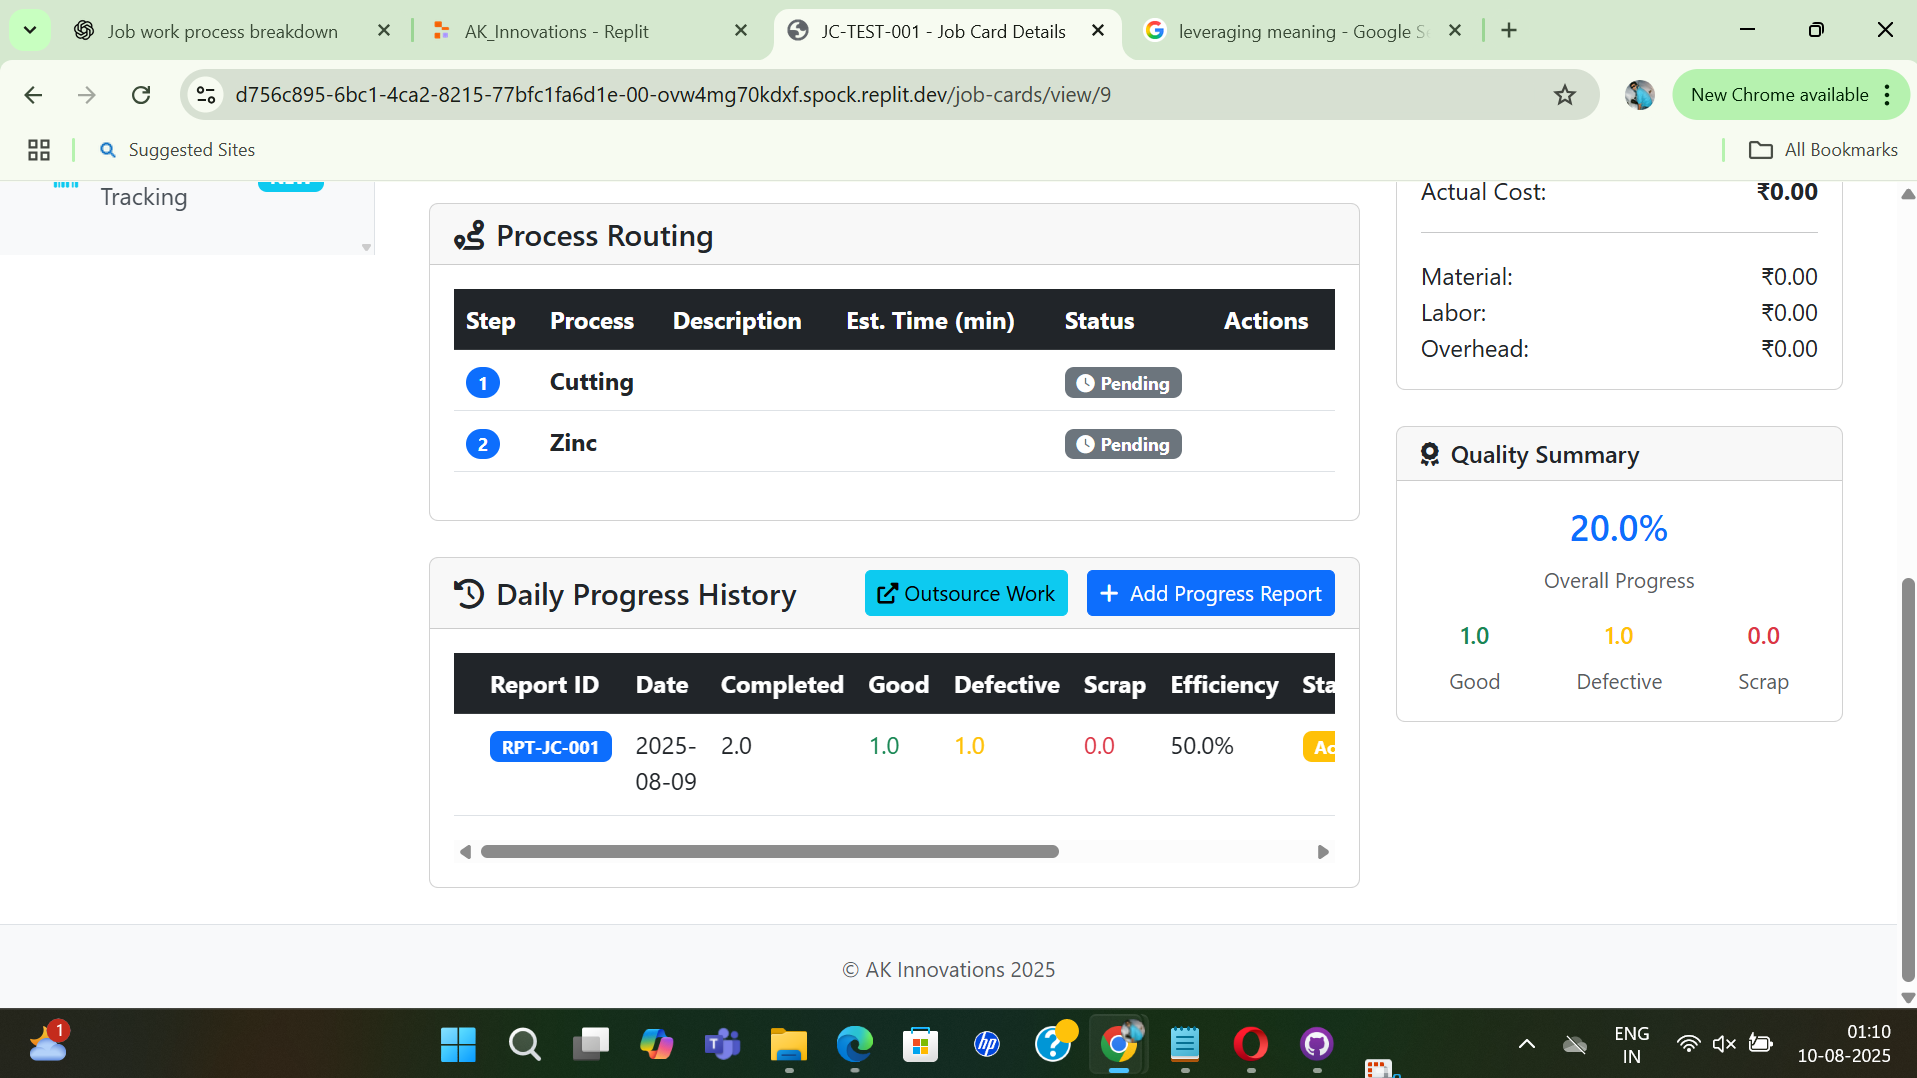 Job work process breakdown
AK_Innovations - Replit
JC-TEST-001 - Job Card Details
leveraging meaning - Google S
d756c895-6bc1-4ca2-8215-77bfc1fa6d1e-00-ovw4mg70kdxf.spock.replit.dev/job-cards/view/9
New Chrome available
Suggested Sites
All Bookmarks
Tracking
Process Routing
Step Process Description Est. Time (min) Status Actions
1 Cutting Pending
2 Zinc Pending
Daily Progress History
Outsource Work
+ Add Progress Report
Report ID Date Completed Good Defective Scrap Efficiency Sta
RPT-JC-001 2025- 2.0 1.0 1.0 0.0 50.0% Ac
08-09
Actual Cost: ₹0.00
Material: ₹0.00
Labor: ₹0.00
Overhead: ₹0.00
Quality Summary
20.0%
Overall Progress
1.0 1.0 0.0
Good Defective Scrap
© AK Innovations 2025
1
hp
ENG
IN
01:10
10-08-2025